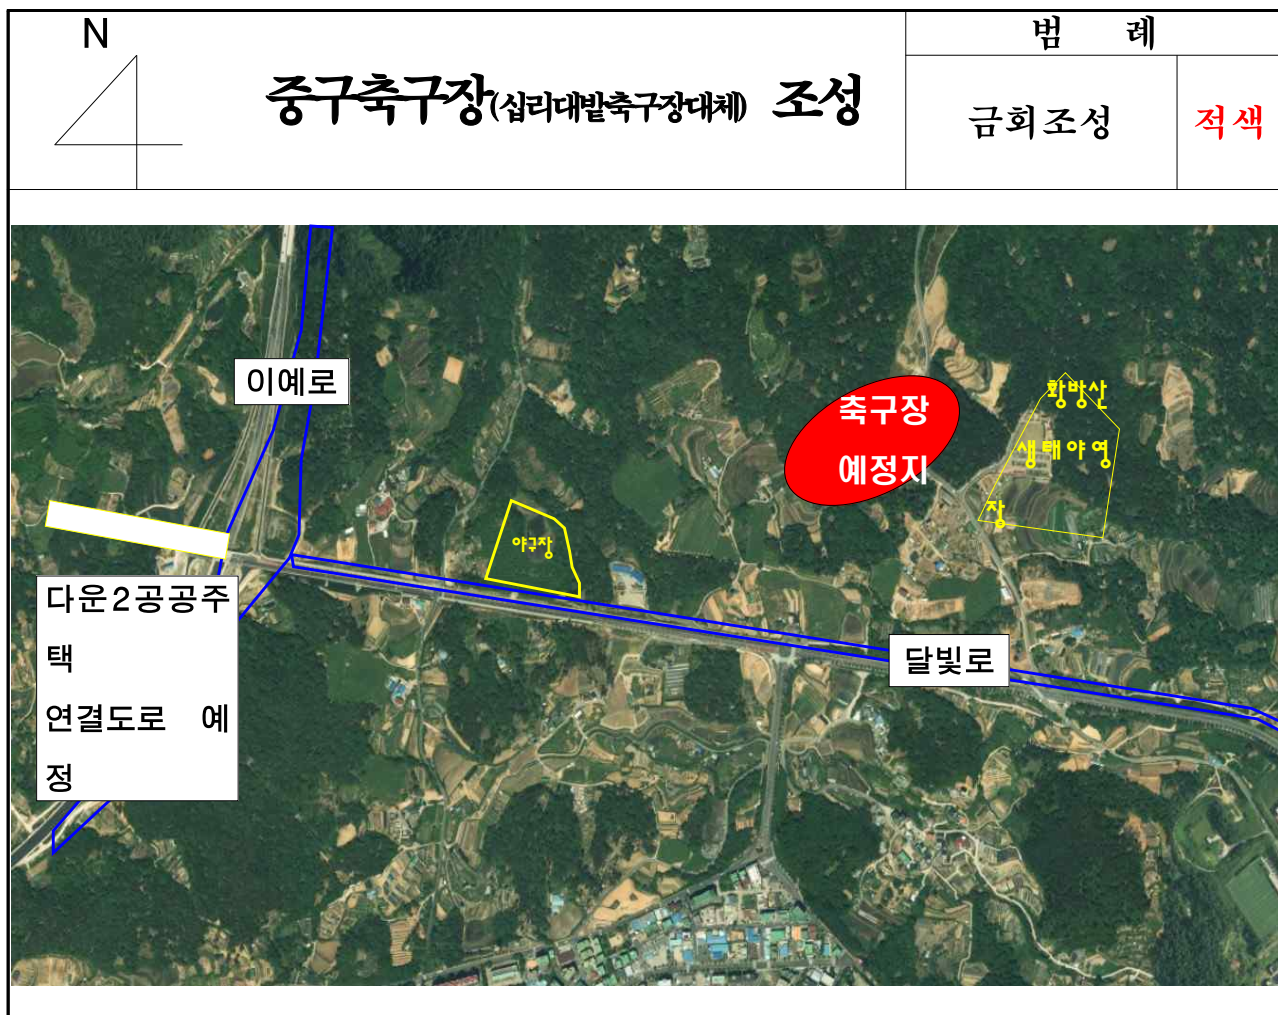 N
중구축구장(십리대밭축구장대체) 조성
범 례
금회조성
적색
이예로
축구장
예정지
황방산
생태야영
장
야구장
다운2공공주
택
연결도로 예
정
달빛로